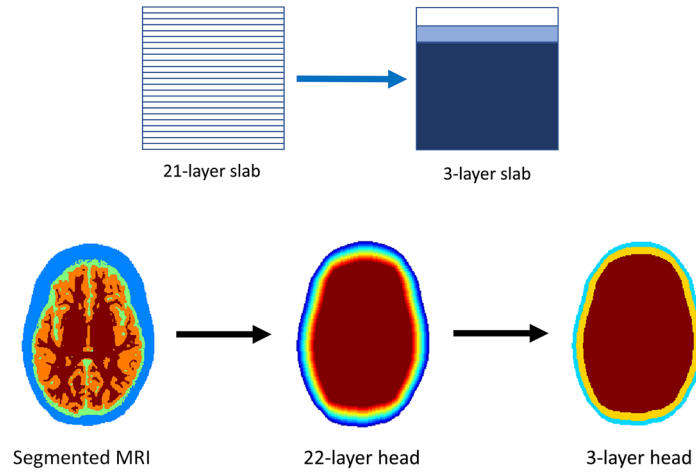 21-layer slab
3-layer slab
Segmented MRI
22-layer head
3-layer head